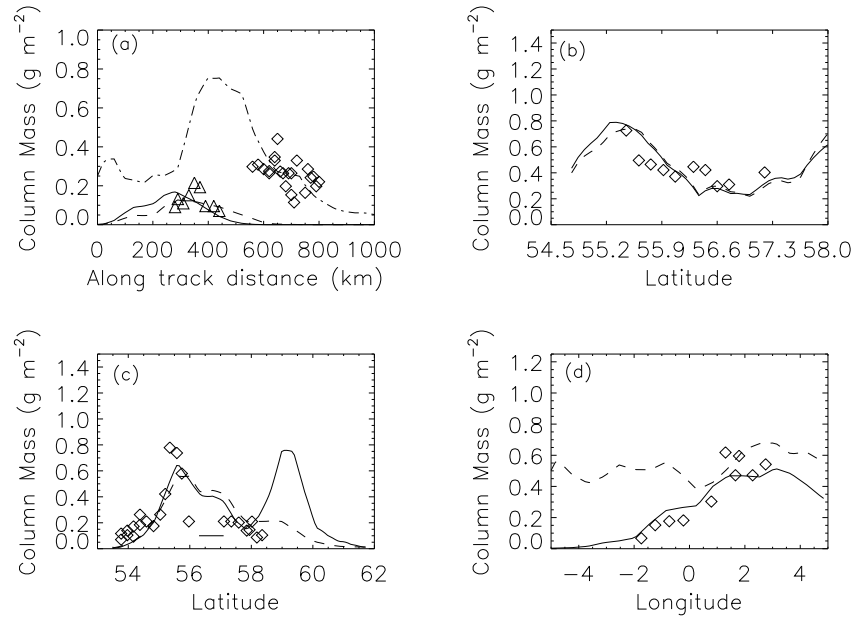 (a)
Column Mass (g m⁻²)
1.0
0.8
0.6
0.4
0.2
0.0
0 200 400 600 800 1000
Along track distance (km)
(b)
Column Mass (g m⁻²)
1.4
1.2
1.0
0.8
0.6
0.4
0.2
0.0
54.5 55.2 55.9 56.6 57.3 58.0
Latitude
(c)
Column Mass (g m⁻²)
1.4
1.2
1.0
0.8
0.6
0.4
0.2
0.0
54 56 58 60 62
Latitude
(d)
Column Mass (g m⁻²)
1.2
1.0
0.8
0.6
0.4
0.2
0.0
−4 −2 0 2 4
Longitude